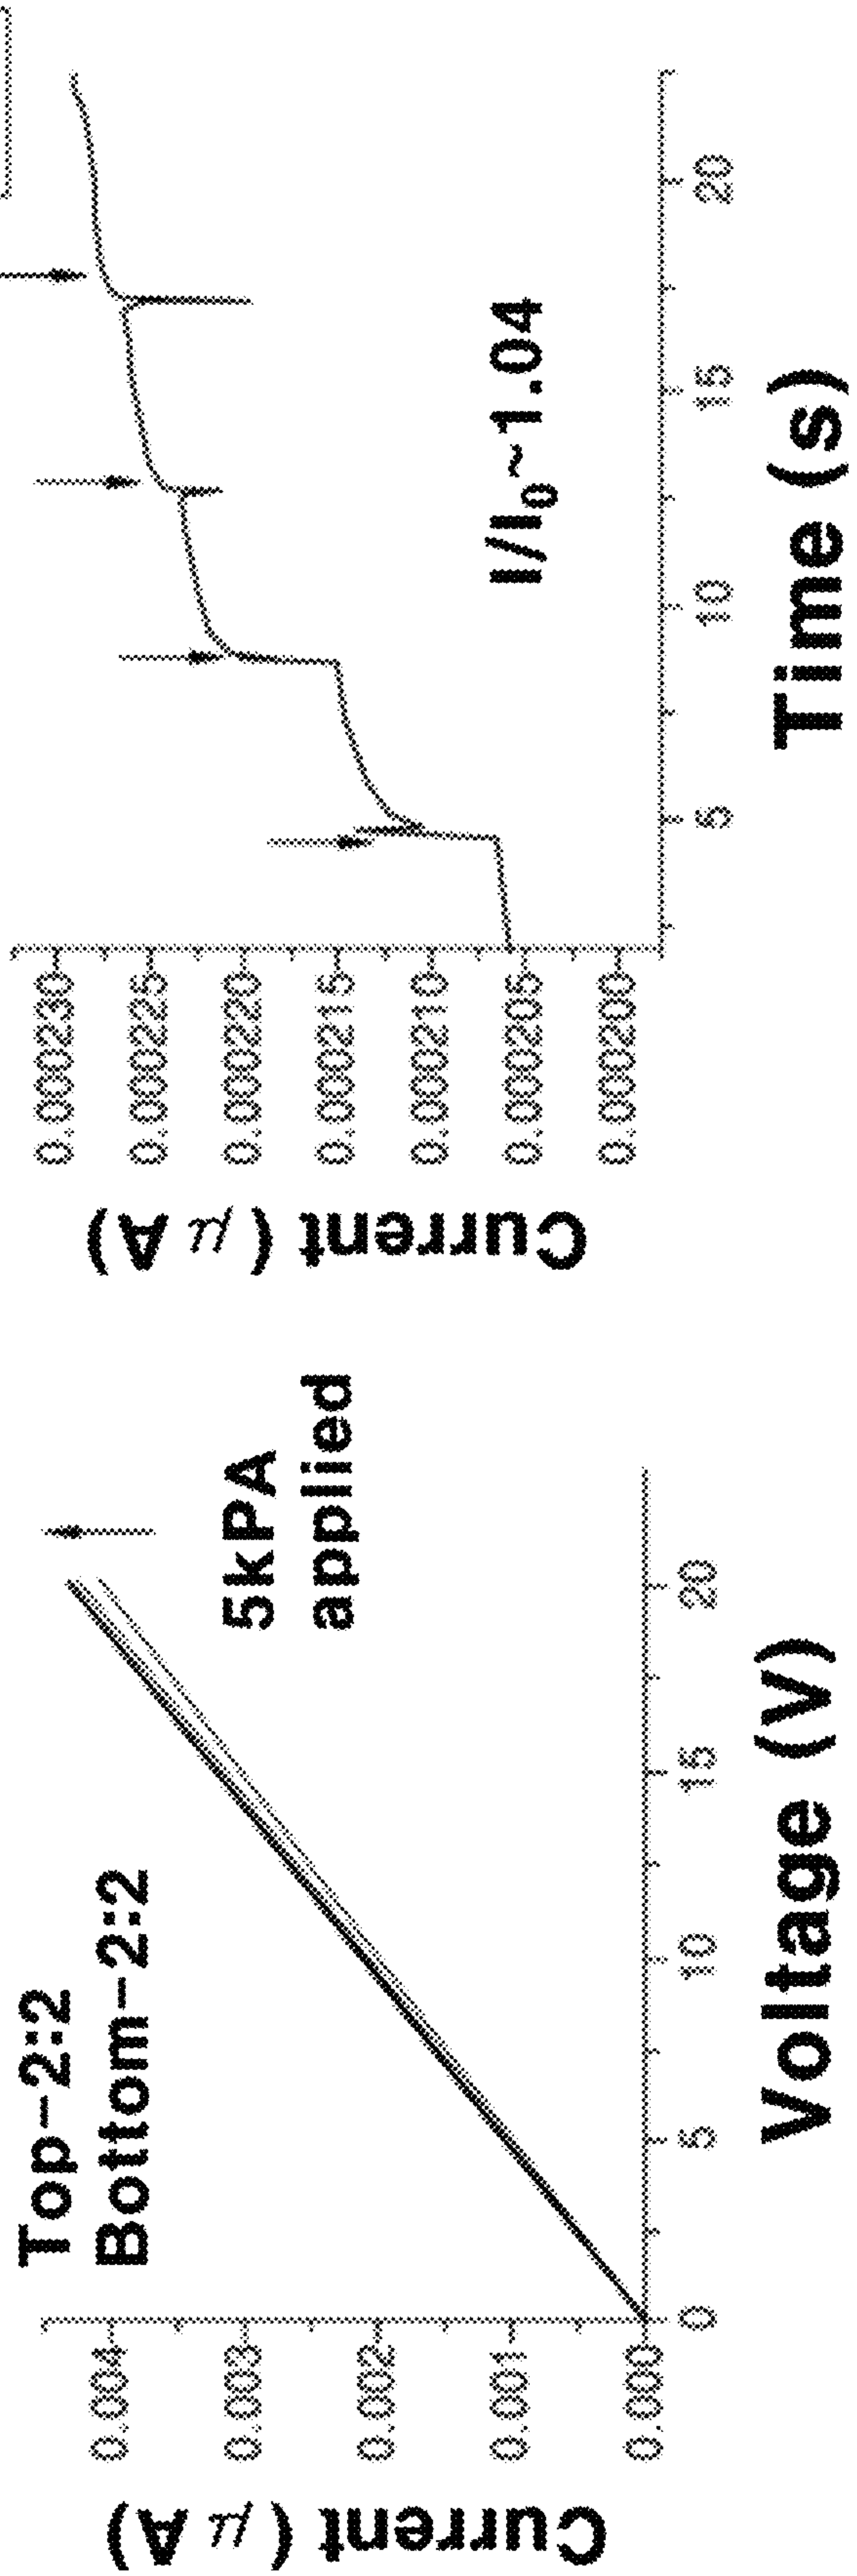 Top-2:2
Bottom-2:2
5kPA
applied
Current (μA)
0.004
0.003
0.002
0.001
0.000
0
5
10
15
20
Voltage (V)
Current (μA)
0.000230
0.000225
0.000220
0.000215
0.000210
0.000205
0.000200
I/I₀~1.04
5
10
15
20
Time(s)